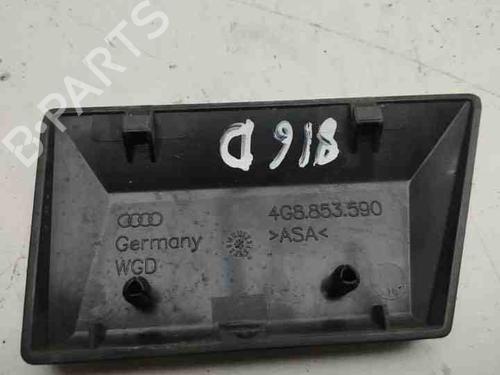 B-PARTS
D 918
4G8.853.590
Germany
>ASA<
WGD